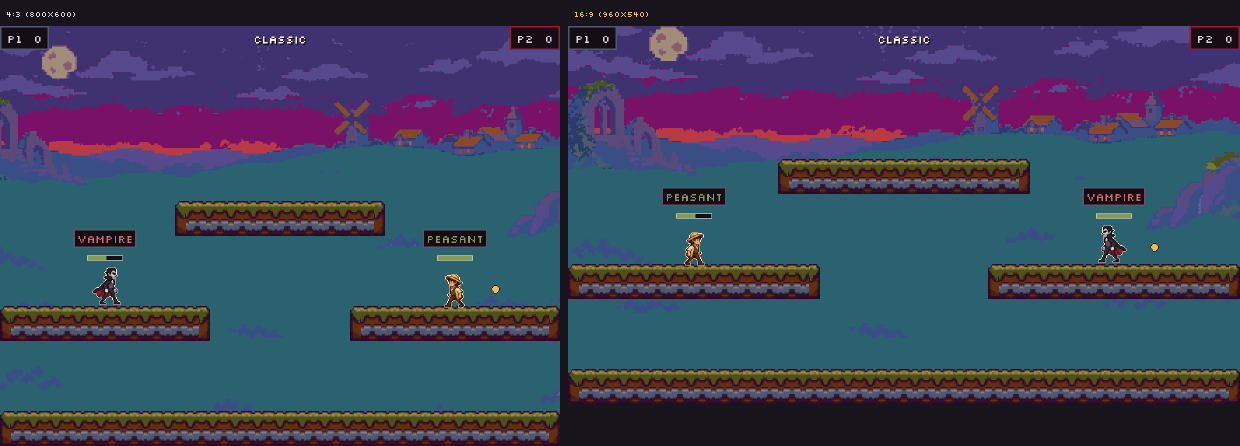 4:3 (800X600)
P1 0
CLASSIC
P2 0
VAMPIRE
PEASANT
16:9 (960X540)
P1 0
CLASSIC
P2 0
PEASANT
VAMPIRE